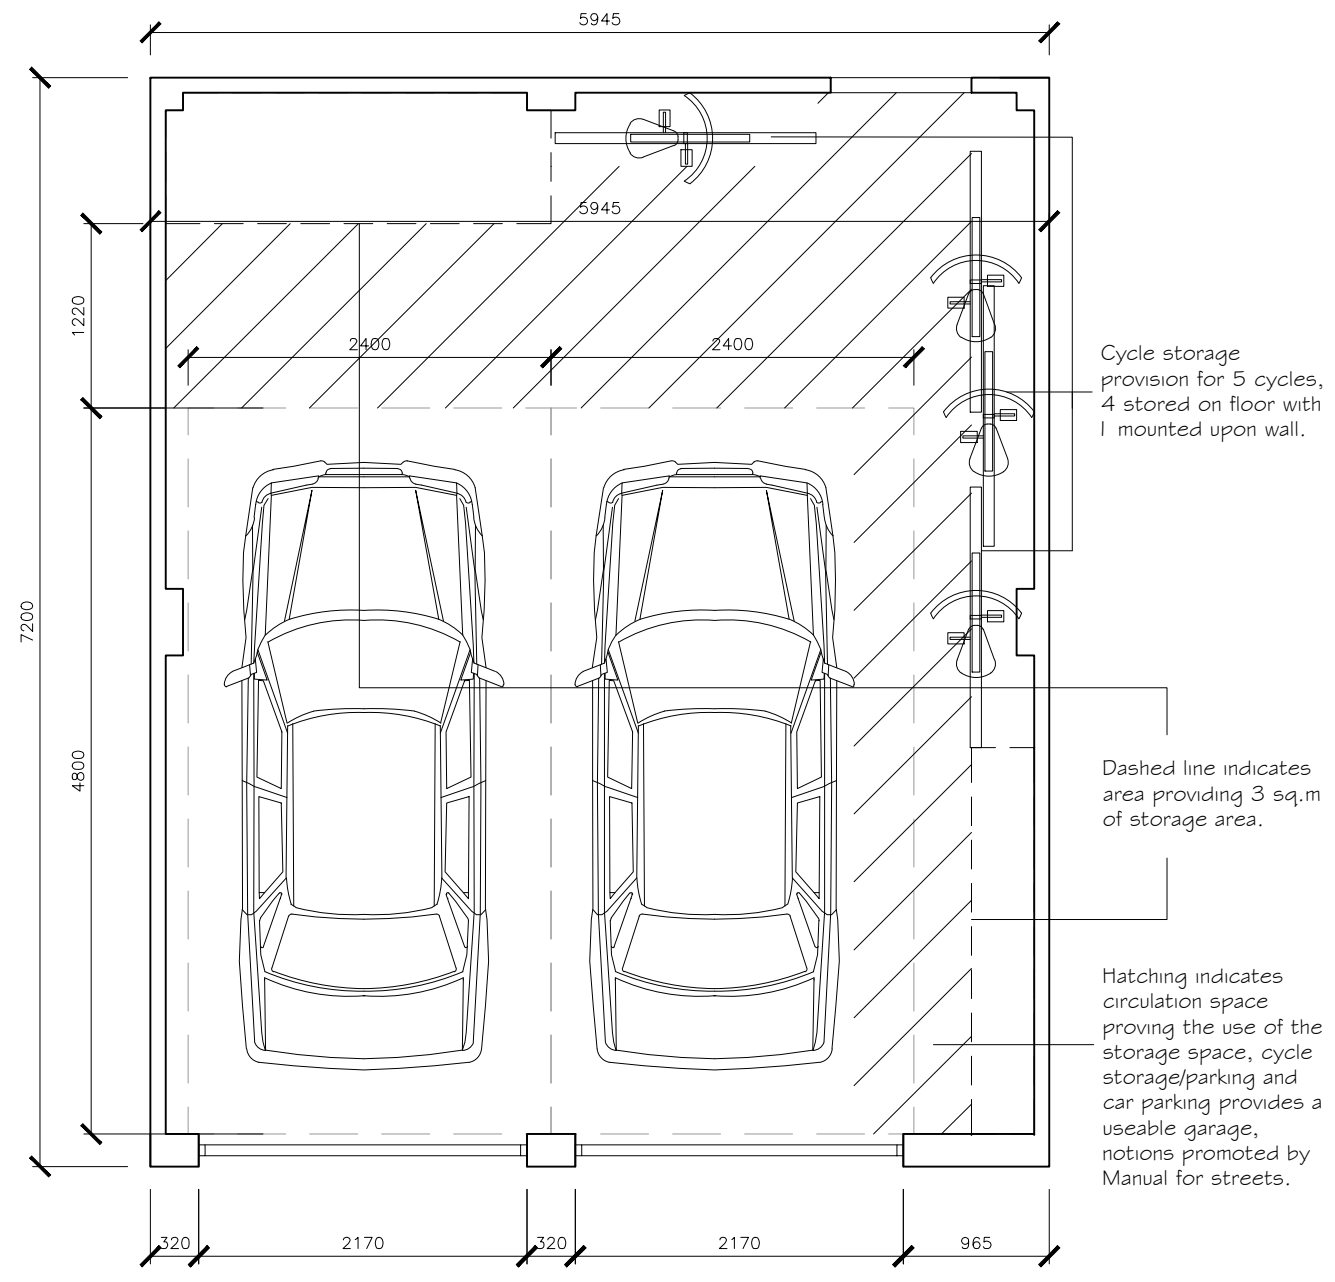 5945
5945
1220
2400
2400
Cycle storage
provision for 5 cycles,
4 stored on floor with
1 mounted upon wall.
7200
4800
Dashed line indicates
area providing 3 sq.m
of storage area.
Hatching indicates
circulation space
proving the use of the
storage space, cycle
storage/parking and
car parking provides a
useable garage,
notions promoted by
Manual for streets.
320
2170
320
2170
965